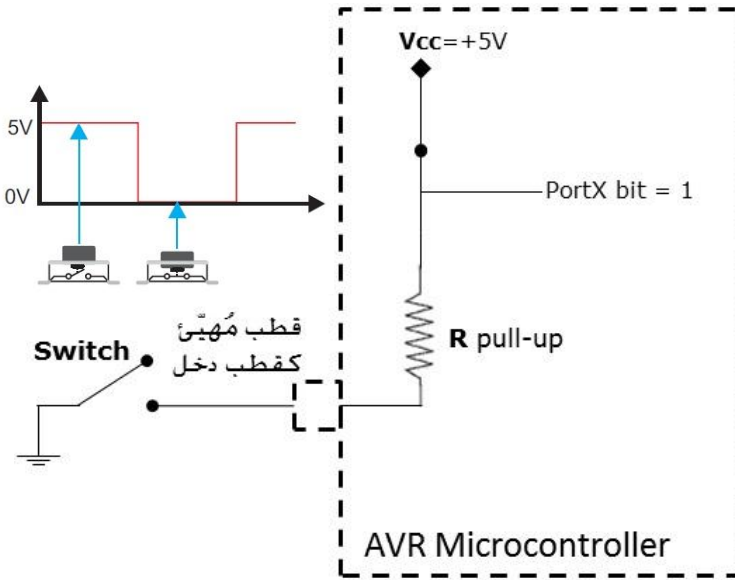 Vcc=+5V
5V
0V
PortX bit = 1
R pull-up
Switch
قطب مُهيّئ
كقطب دخل
AVR Microcontroller